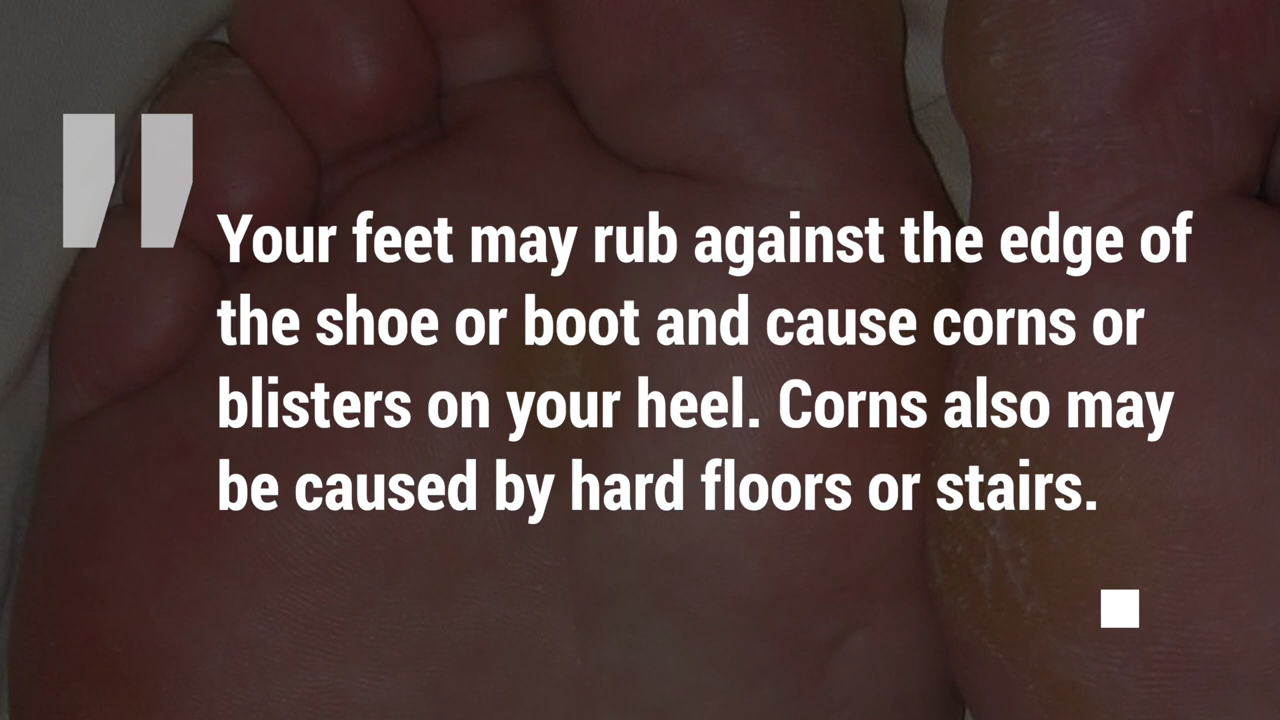 Your feet may rub against the edge of
the shoe or boot and cause corns or
blisters on your heel. Corns also may
be caused by hard floors or stairs.